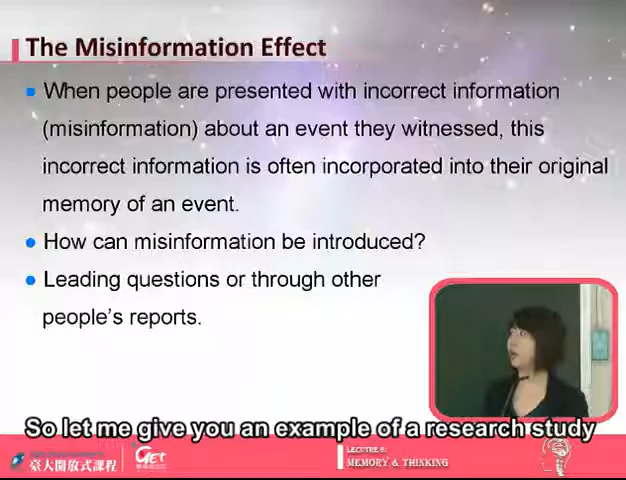 The Misinformation Effect
When people are presented with incorrect information
(misinformation) about an event they witnessed, this
incorrect information is often incorporated into their original
memory of an event.
How can misinformation be introduced?
Leading questions or through other
people's reports.
So let me give you an example of a research study
臺大開放式課程
GET
LECUTRE 6:
MEMORY & THINKING